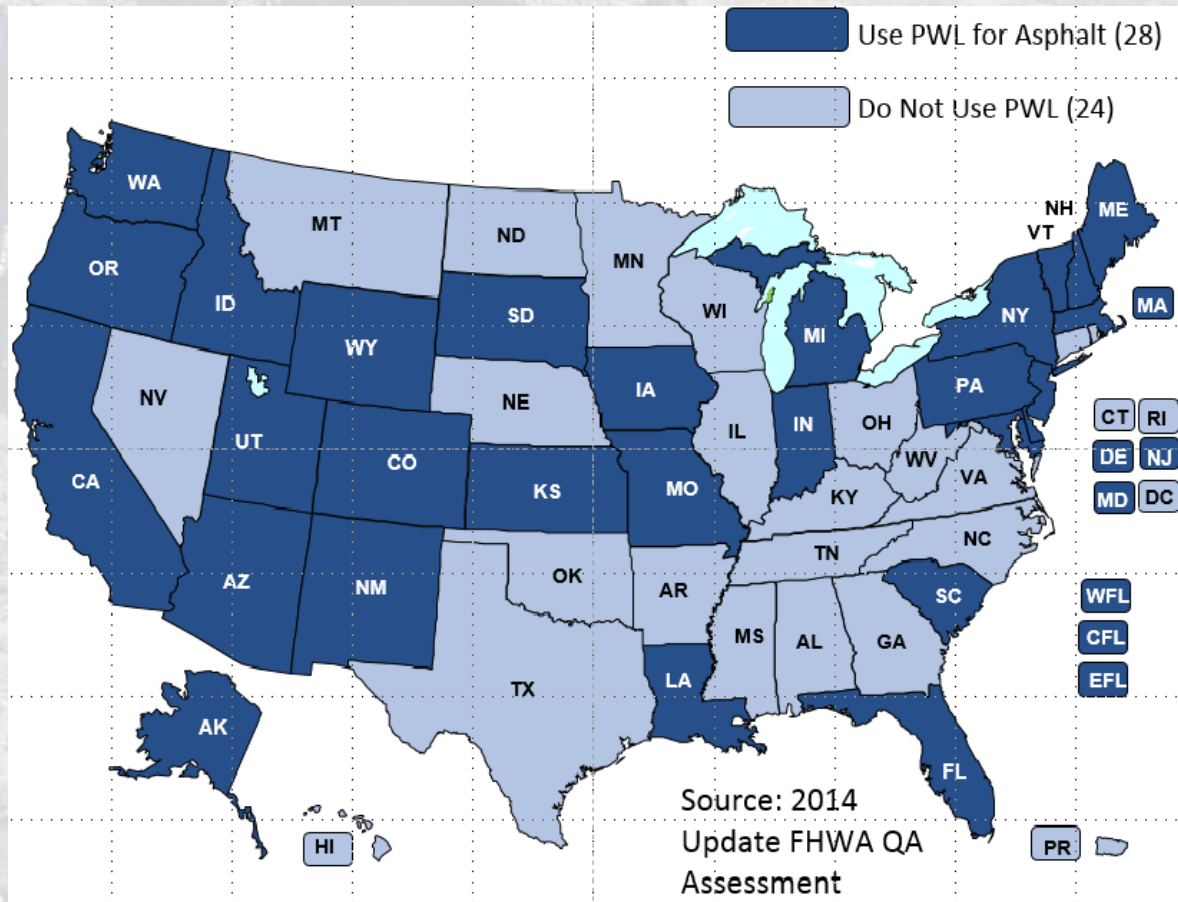 Use PWL for Asphalt (28)
Do Not Use PWL (24)
WA
MT
ND
MN
NH
VT
ME
OR
ID
SD
WI
MI
NY
MA
WY
NV
NE
IA
PA
UT
CO
IL
IN
OH
CT RI
CA
KS
MO
WV
VA
DE NJ
KY
MD DC
AZ
NM
OK
AR
TN
NC
SC
WFL
MS
AL
GA
CFL
TX
LA
EFL
AK
FL
HI
PR
Source: 2014
Update FHWA QA
Assessment